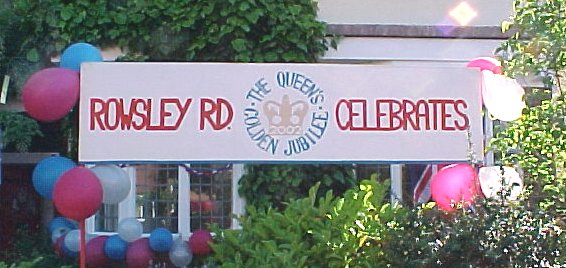 ROWSLEY RD.
THE QUEEN'S
2002
GOLDEN JUBILEE
CELEBRATES